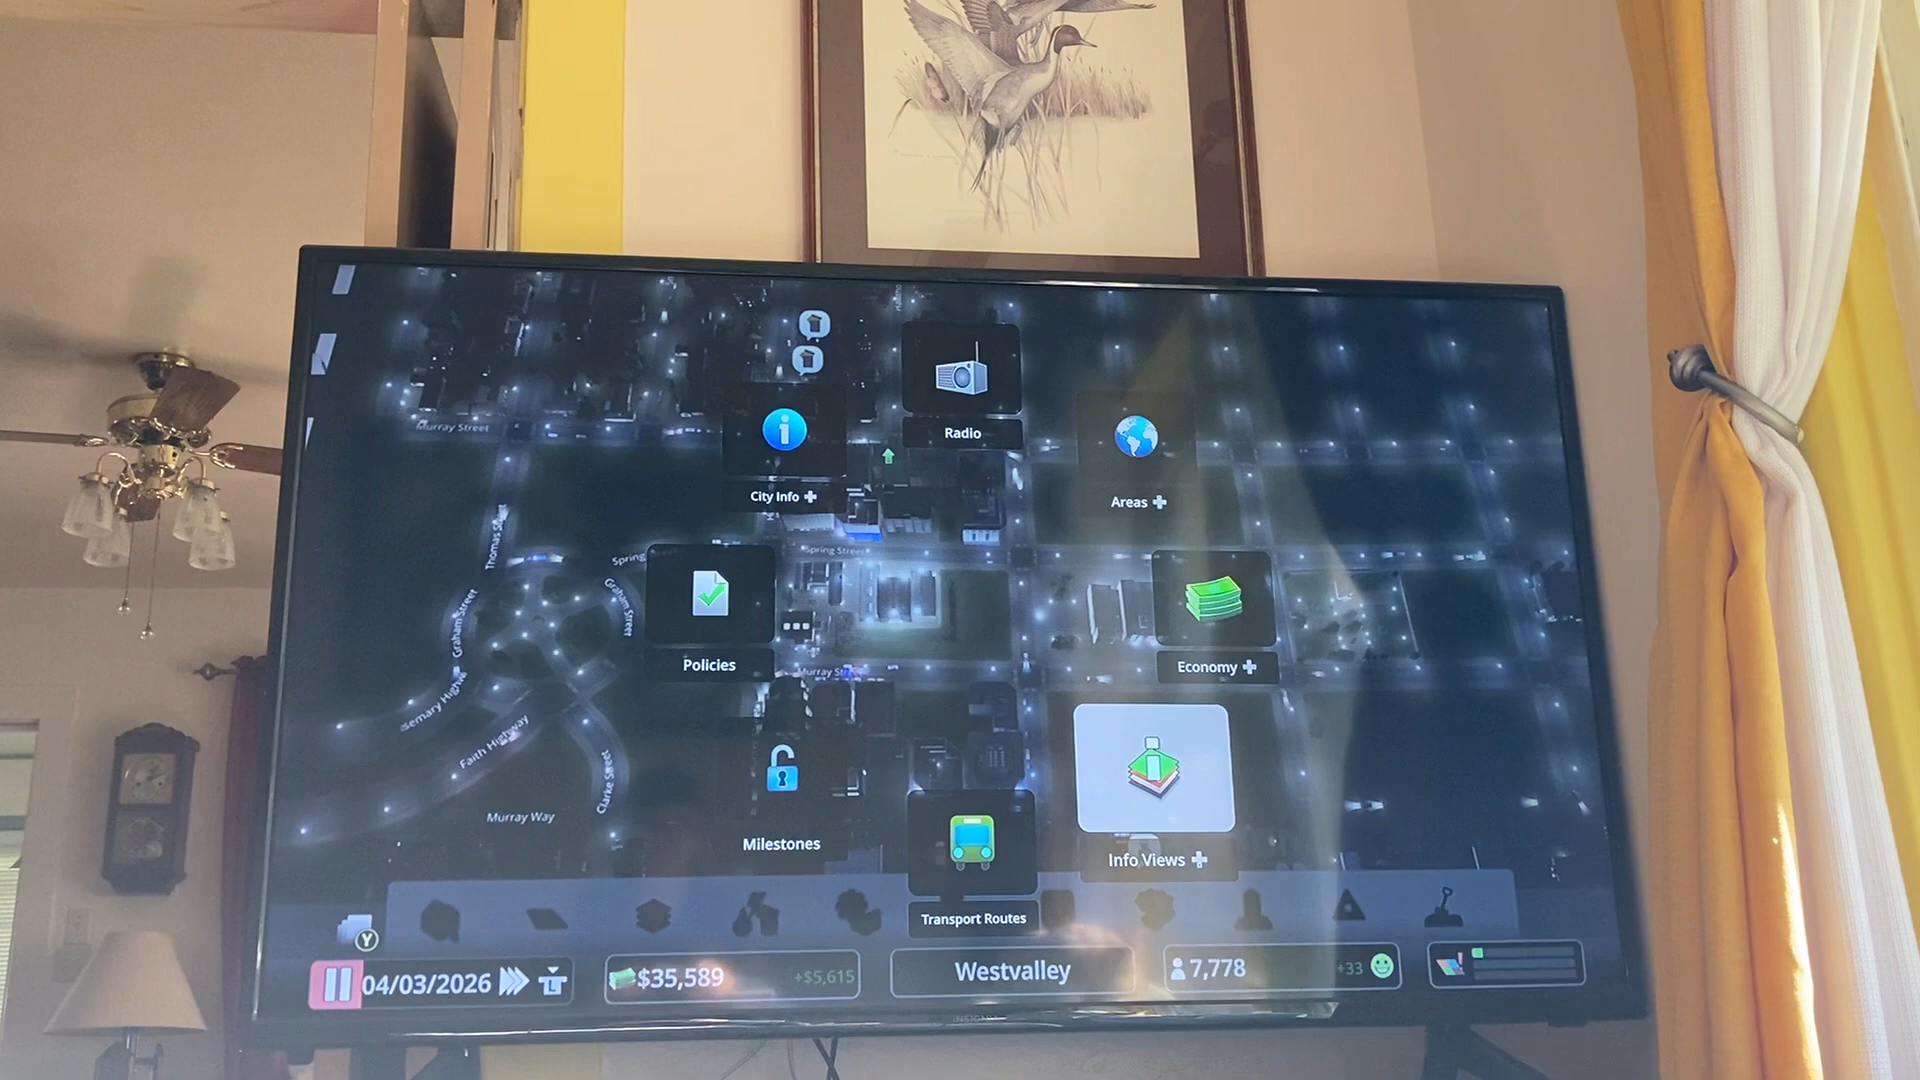 Radio
Murray Street
City Info
Areas
Thomas Street
Spring Street
Spring
Graham Street
Graham Street
Policies
Economy
Murray Street
Faith Highway
Clarke Street
Murray Way
Milestones
Info Views
Transport Routes
Y
04/03/2026
L
$35,589
+$5,615
Westvalley
7,778
+33
INSIGNIA